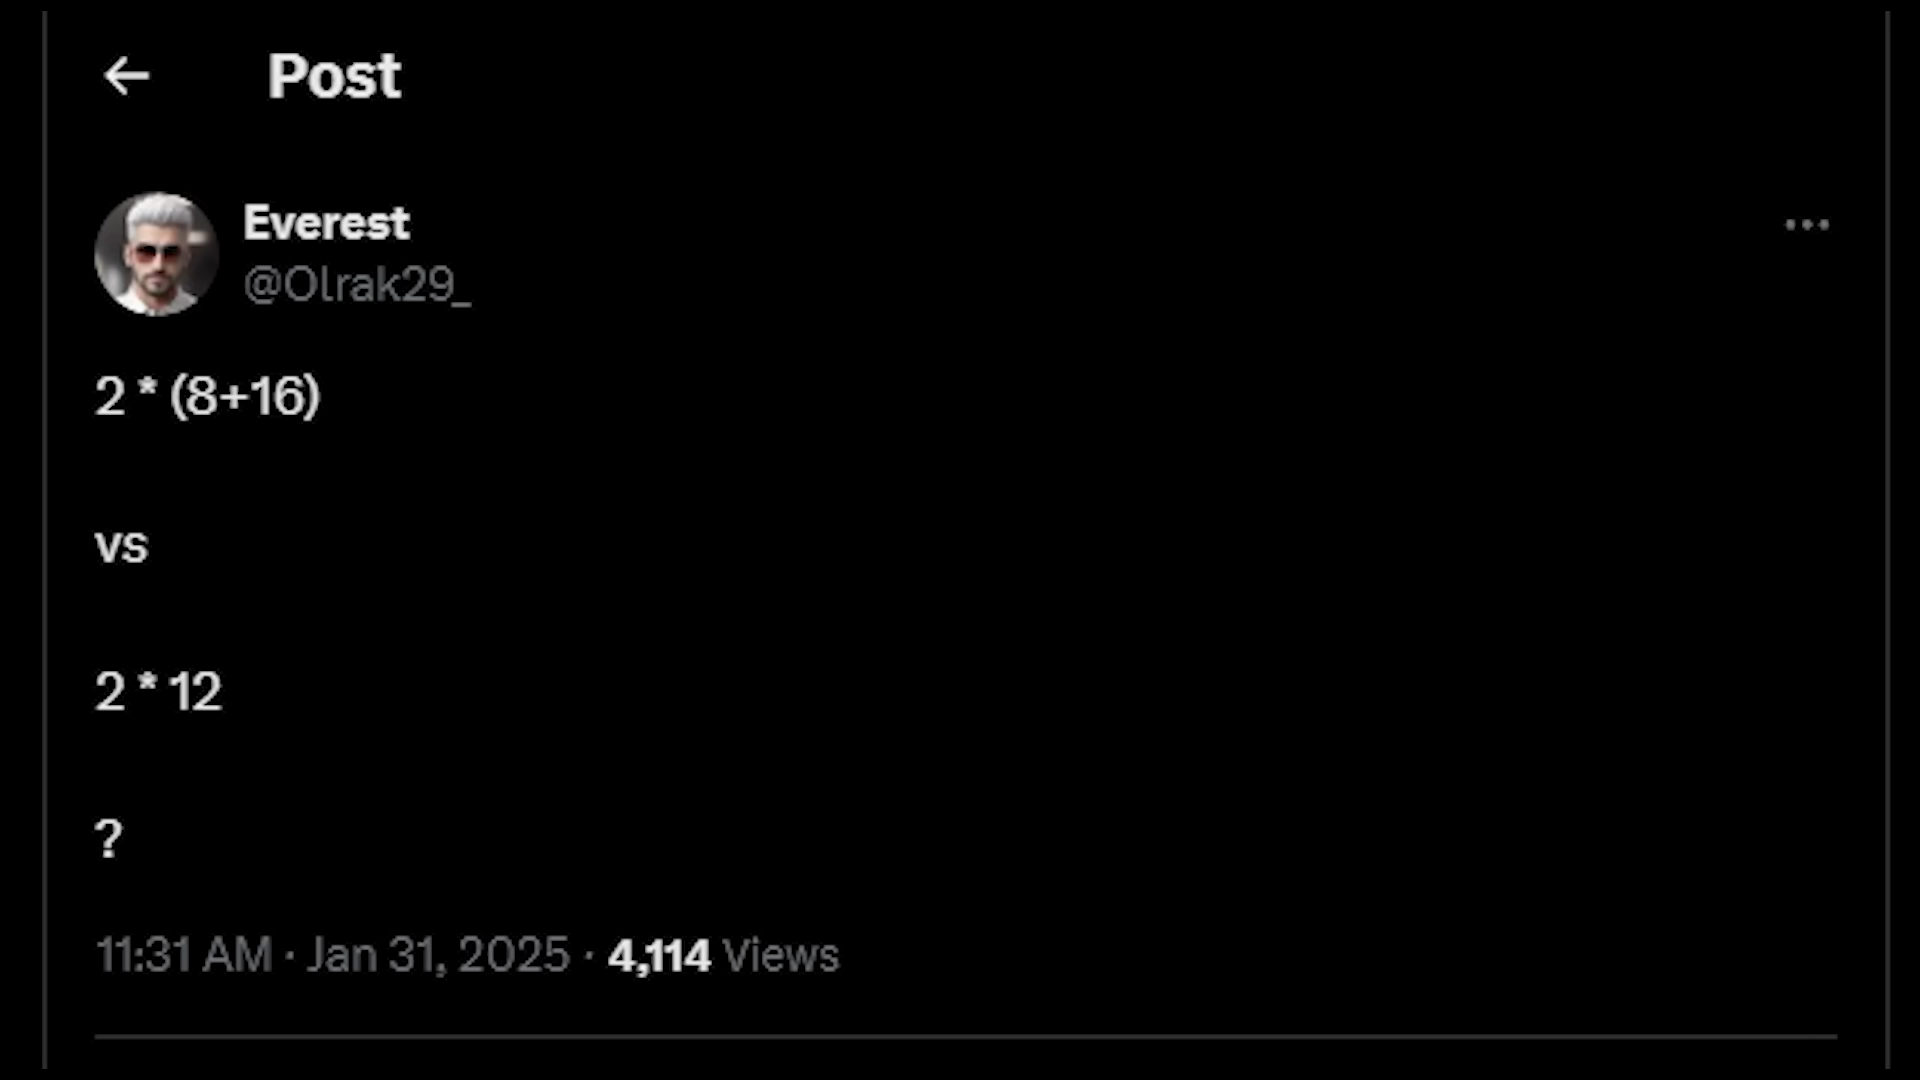 Post
Everest
@Olrak29_
2 * (8+16)
vs
2 * 12
?
11:31 AM · Jan 31, 2025 · 4,114 Views